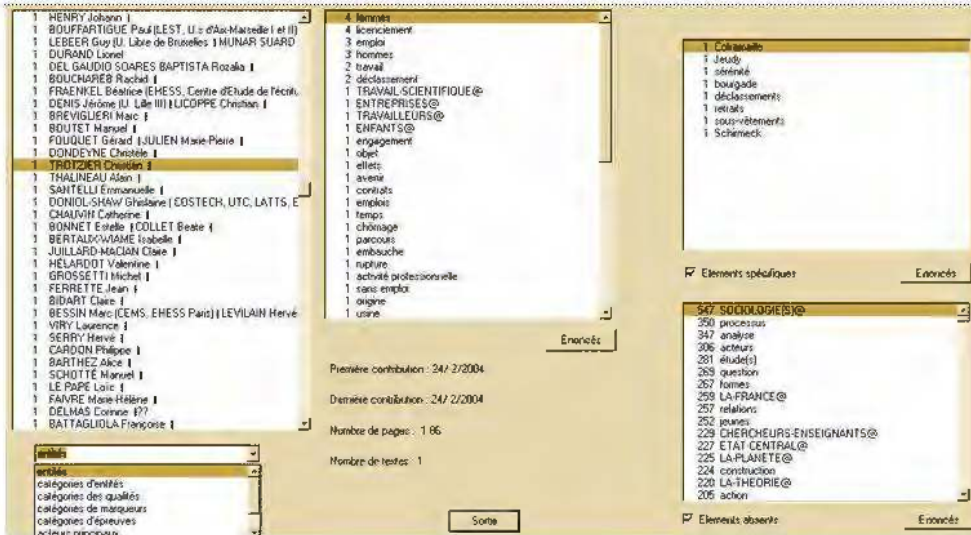 1 HENRY Johann |
1 BOUFFARTIGUE Paul (LEST, U.s d'Aix-Marseille I et II)
1 LEBEER Guy (U. Libre de Bruxelles | MUNAR SUARD
1 DURAND Lionel
1 DEL GAUDIO SOARES BAPTISTA Rozalia |
1 BOUCHAREB Rachid |
1 FRAENKEL Béatrice (EHESS, Centre d'Etude de l'écritu
1 DENIS Jérôme (U. Lille III) | LICOPPE Christian |
1 BREVIGLIERI Marc |
1 BOUTET Manuel |
1 FOUQUET Gérard | JULIEN Marie-Pierre |
1 DONDEYNE Christèle |
1 TROTZIER Christian |
1 THALINEAU Alain |
1 SANTELLI Emmanuelle |
1 DONIOL-SHAW Ghislaine ( COSTECH, UTC, LATTS, E
1 CHAUVIN Catherine |
1 BONNET Estelle | COLLET Beate |
1 BERTAUX-WIAME Isabelle |
1 JUILLARD-MACIAN Claire |
1 HELARDOT Valentine |
1 GROSSETTI Michel |
1 FERRETTE Jean |
1 BIDART Claire |
1 BESSIN Marc (CEMS, EHESS Paris) | LEVILAIN Hervé
1 VIRY Laurence |
1 SERRY Hervé |
1 CARDON Philippe |
1 BARTHEZ Alice |
1 SCHOTTÉ Manuel |
1 LE PAPE Loïc |
1 FAIVRE Marie-Hélène |
1 DELMAS Corinne |??
1 BATTAGLIOLA Françoise |
entités
entités
catégories d'entités
catégories des qualités
catégories de marqueurs
catégories d'épreuves
acteurs principaux
4 femmes
4 licenciement
3 emploi
3 hommes
2 travail
2 déclassement
1 TRAVAIL-SCIENTIFIQUE@
1 ENTREPRISES@
1 TRAVAILLEURS@
1 ENFANTS@
1 engagement
1 objet
1 effets
1 avenir
1 contrats
1 emplois
1 temps
1 chômage
1 parcours
1 embauche
1 rupture
1 activité professionnelle
1 sans emploi
1 origine
1 usine
Enoncés
Première contribution : 24/ 2/2004
Dernière contribution : 24/ 2/2004
Nombre de pages : 1.86
Nombre de textes : 1
Sortie
1 Jeudy
1 sérénité
1 bourgade
1 déclassements
1 retraits
1 sous-vêtements
1 Schirmeck
Elements spécifiques
Enoncés
547 SOCIOLOGIE(S)@
350 processus
347 analyse
306 acteurs
281 étude(s)
269 question
267 formes
259 LA-FRANCE@
257 relations
252 jeunes
229 CHERCHEURS-ENSEIGNANTS@
227 ETAT-CENTRAL@
225 LA-PLANETE@
224 construction
220 LA-THEORIE@
205 action
Elements absents
Enoncés